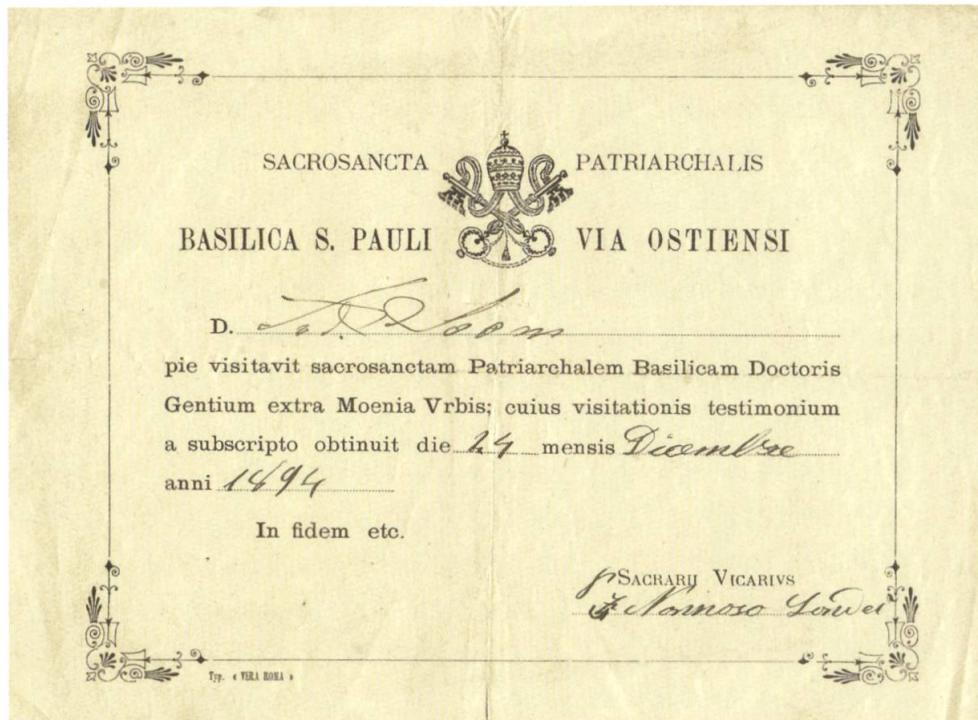 SACROSANCTA PATRIARCHALIS
BASILICA S. PAULI VIA OSTIENSI
D.
pie visitavit sacrosanctam Patriarchalem Basilicam Doctoris
Gentium extra Moenia Vrbis; cuius visitationis testimonium
a subscripto obtinuit die 24 mensis Dicembre
anni 1894
In fidem etc.
SACRARII VICARIVS
Nonnoso
Typ. « VERA ROMA »